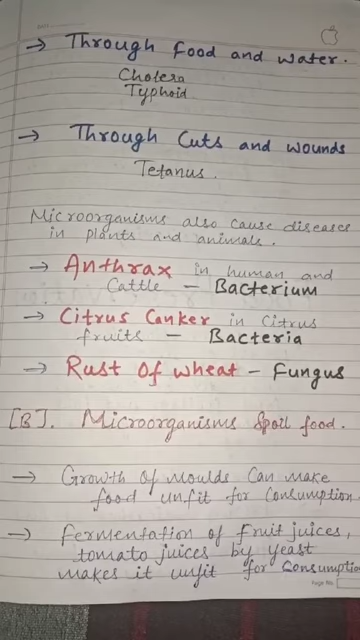 → Through Food and water.
Cholera
Typhoid
→ Through Cuts and wounds
Tetanus.
Microorganisms also cause diseases
in plants and animals.
→ Anthrax in human and
Cattle – Bacterium
→ Citrus Canker in Citrus
fruits – Bacteria
→ Rust Of wheat – Fungus
[B]. Microorganisms Spoil food.
→ Growth Of Moulds Can make
food unfit for Consumption
→ Fermentation of Fruit juices,
tomato juices by yeast
makes it unfit for Consumption
Page No.